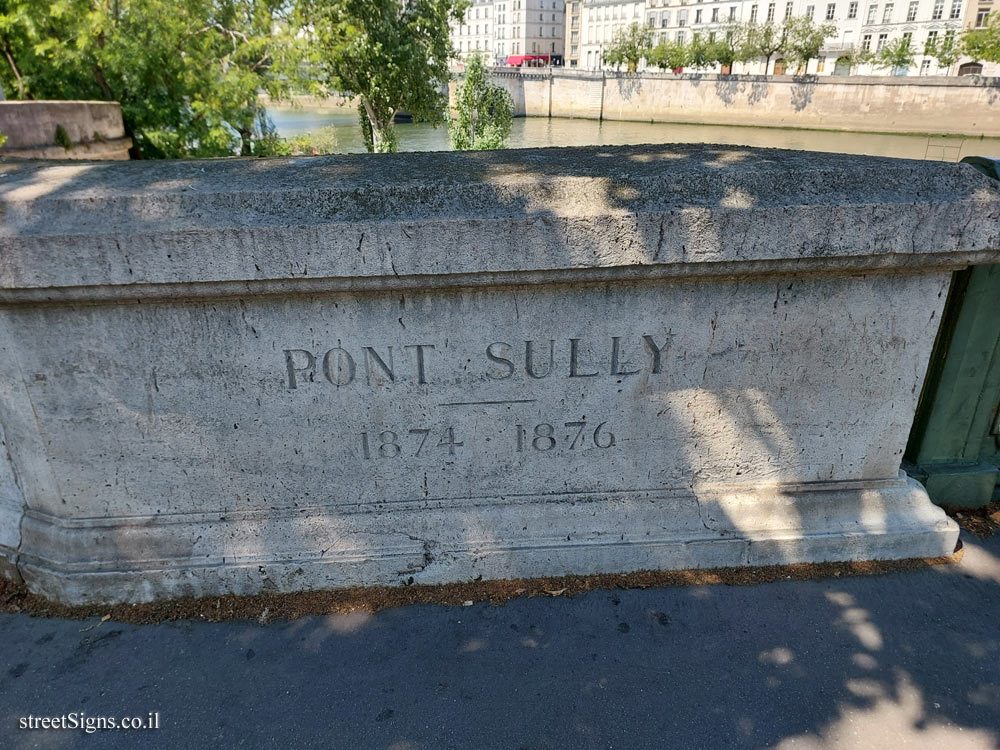 PONT SULLY
1874 - 1876
streetSigns.co.il